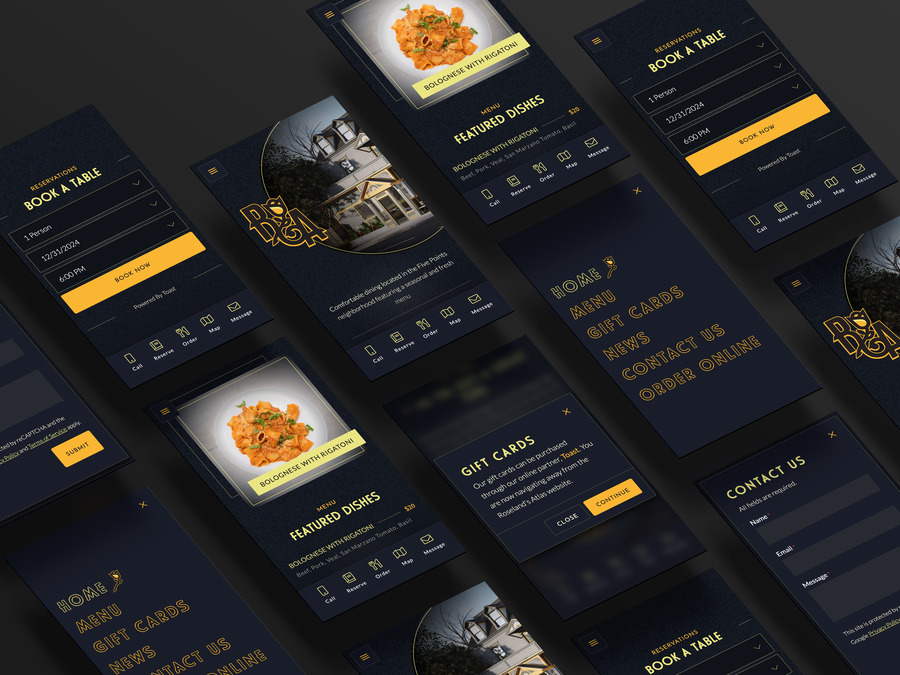 RESERVATIONS
BOOK A TABLE
1 Person
12/31/2024
6:00 PM
BOOK NOW
Powered By Toast
Call
Reserve
Order
Map
Message
Comfortable dining located in the Five Points
neighborhood featuring a seasonal and fresh
menu
Call
Reserve
Order
Map
Message
BOLOGNESE WITH RIGATONI
MENU
FEATURED DISHES
BOLOGNESE WITH RIGATONI $20
Beef, Pork, Veal, San Marzano Tomato, Basil
Call
Reserve
Order
Map
Message
RESERVATIONS
BOOK A TABLE
1 Person
12/31/2024
6:00 PM
BOOK NOW
Powered By Toast
Call
Reserve
Order
Map
Message
protected by reCAPTCHA and the
Policy and Terms of Service apply.
SUBMIT
BOLOGNESE WITH RIGATONI
MENU
FEATURED DISHES
BOLOGNESE WITH RIGATONI $20
Beef, Pork, Veal, San Marzano Tomato, Basil
Call
Reserve
Order
Map
Message
GIFT CARDS
Our gift cards can be purchased
through our online partner, Toast. You
are now navigating away from the
Roseland's Atlas website.
CLOSE
CONTINUE
HOME
MENU
GIFT CARDS
NEWS
CONTACT US
ORDER ONLINE
HOME
MENU
GIFT CARDS
NEWS
CONTACT US
ONLINE
CONTACT US
All fields are required.
Name*
Email
Message*
This site is protected by
Google Privacy Policy
RESERVATIONS
BOOK A TABLE
1 Person